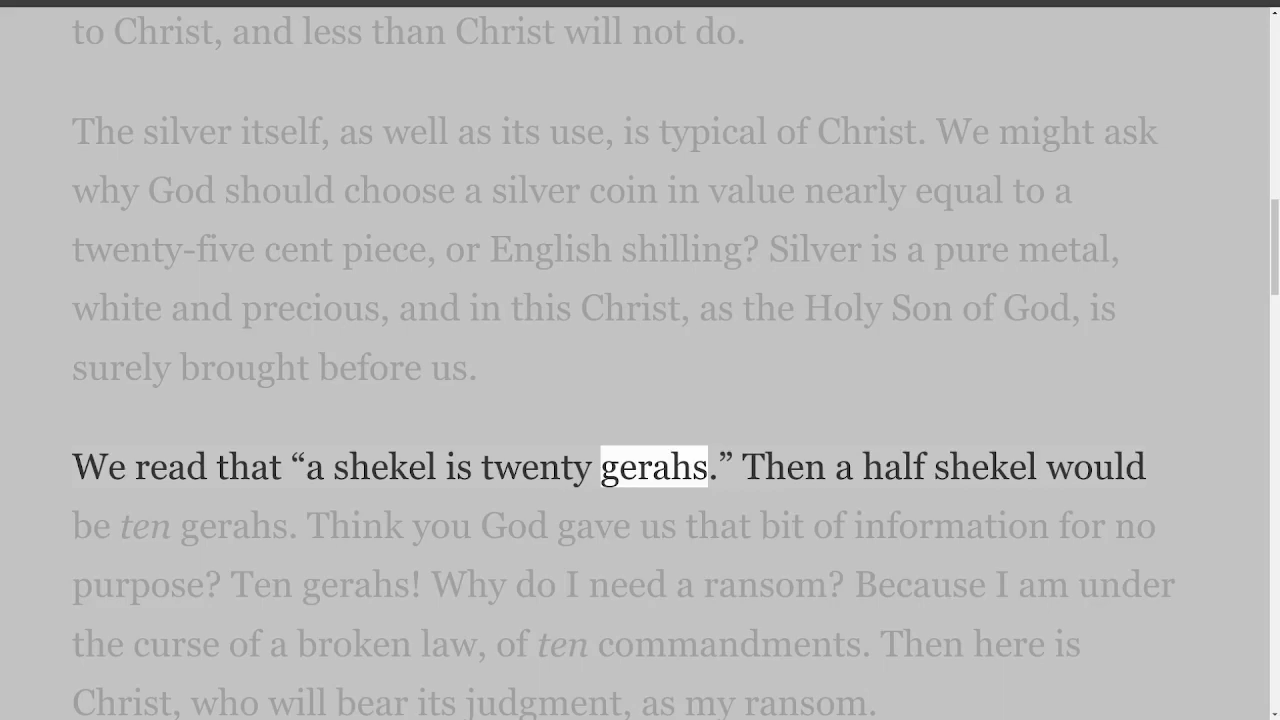 to Christ, and less than Christ will not do.
The silver itself, as well as its use, is typical of Christ. We might ask
why God should choose a silver coin in value nearly equal to a
twenty-five cent piece, or English shilling? Silver is a pure metal,
white and precious, and in this Christ, as the Holy Son of God, is
surely brought before us.
We read that “a shekel is twenty gerahs.” Then a half shekel would
be ten gerahs. Think you God gave us that bit of information for no
purpose? Ten gerahs! Why do I need a ransom? Because I am under
the curse of a broken law, of ten commandments. Then here is
Christ, who will bear its judgment, as my ransom.